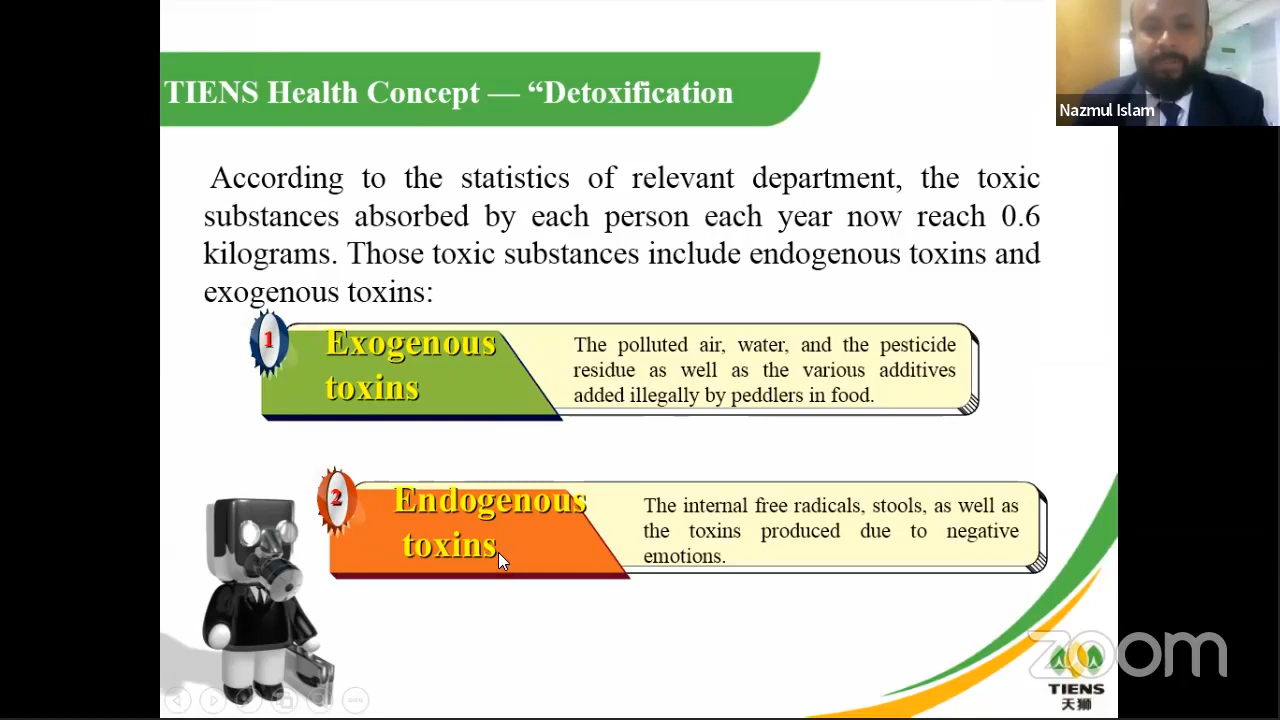 TIENS Health Concept — “Detoxification
Nazmul Islam
According to the statistics of relevant department, the toxic
substances absorbed by each person each year now reach 0.6
kilograms. Those toxic substances include endogenous toxins and
exogenous toxins:
1
Exogenous
toxins
The polluted air, water, and the pesticide
residue as well as the various additives
added illegally by peddlers in food.
2
Endogenous
toxins
The internal free radicals, stools, as well as
the toxins produced due to negative
emotions.
zoom
TIENS
天狮